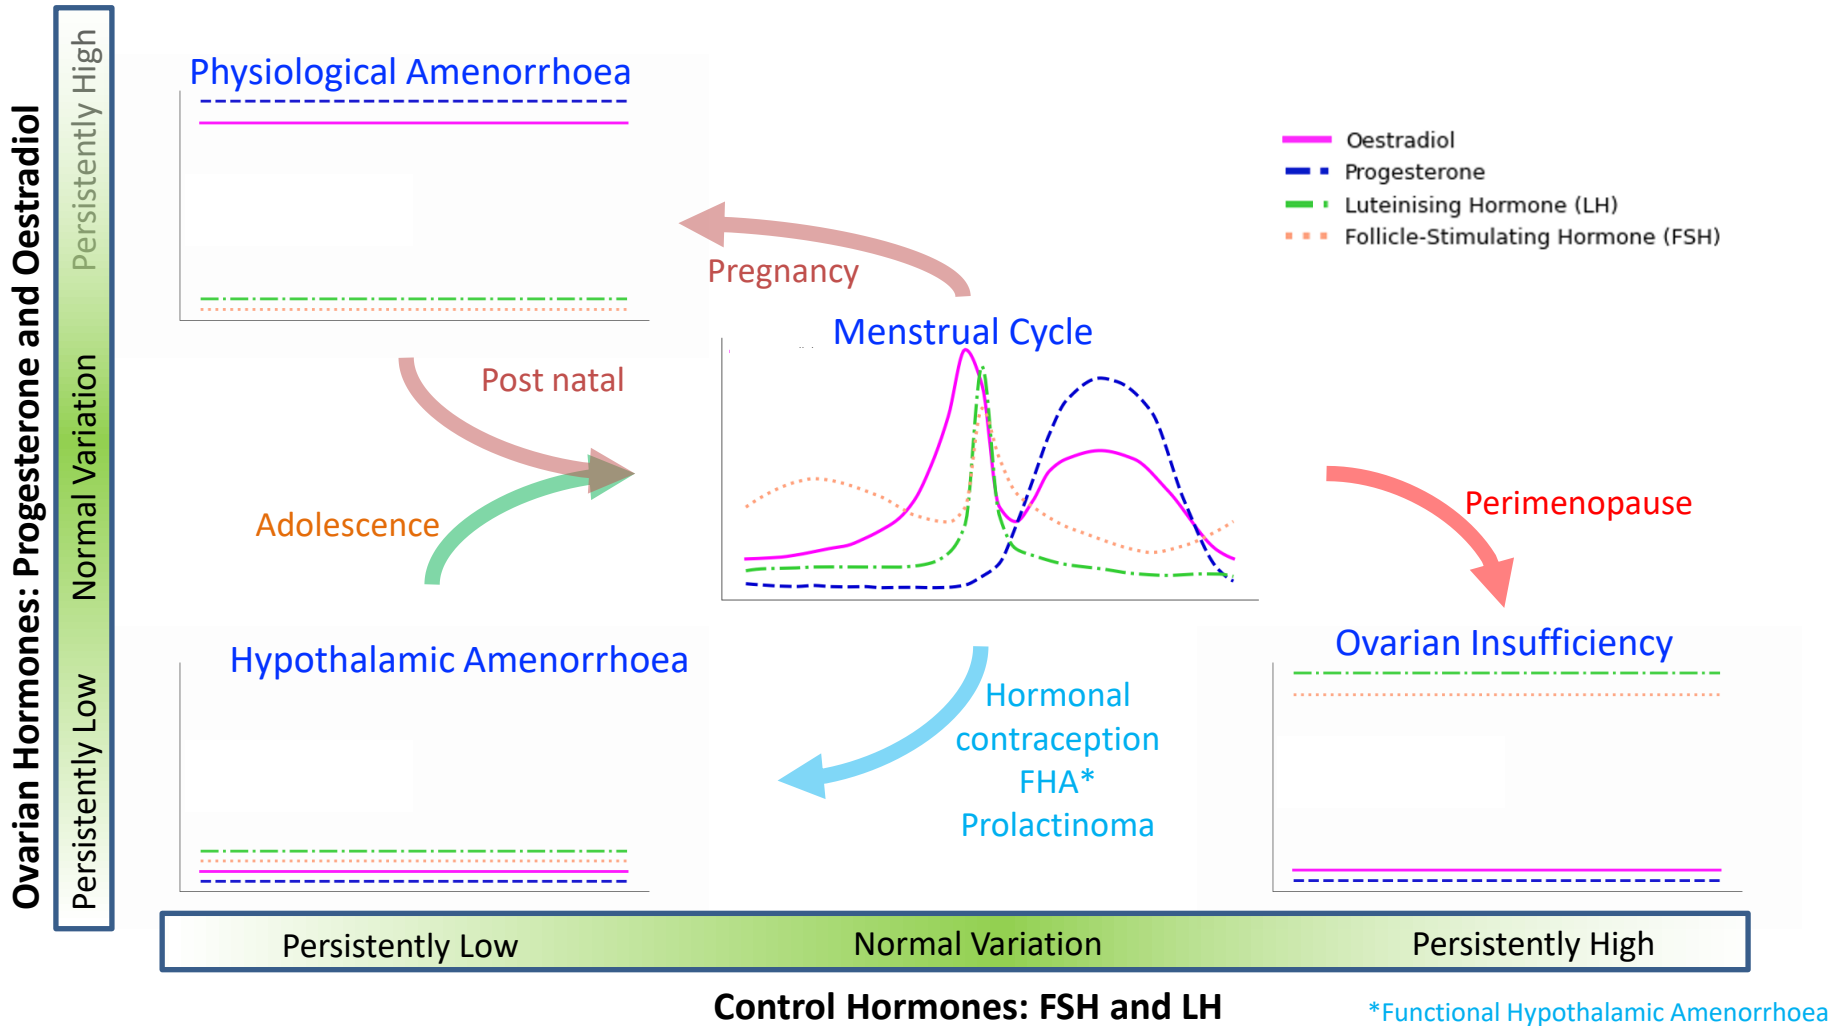 Ovarian Hormones: Progesterone and Oestradiol
Persistently High
Normal Variation
Persistently Low
Physiological Amenorrhoea
Oestradiol
Progesterone
Luteinising Hormone (LH)
Follicle-Stimulating Hormone (FSH)
Pregnancy
Menstrual Cycle
Post natal
Adolescence
Perimenopause
Hypothalamic Amenorrhoea
Hormonal
contraception
FHA*
Prolactinoma
Ovarian Insufficiency
Persistently Low
Normal Variation
Persistently High
Control Hormones: FSH and LH
*Functional Hypothalamic Amenorrhoea